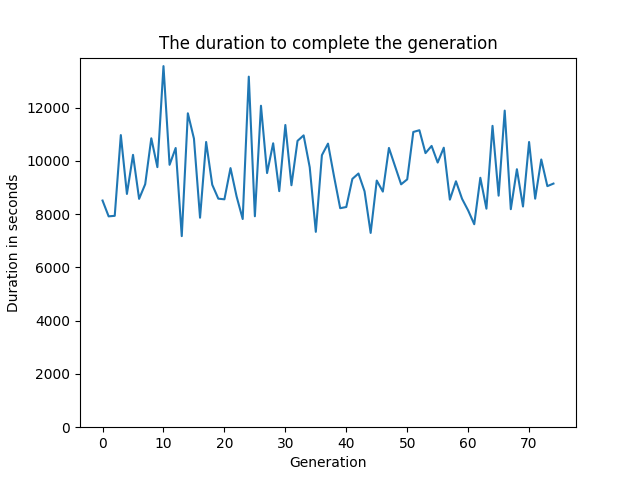 The duration to complete the generation
Duration in seconds
12000
10000
8000
6000
4000
2000
0
0 10 20 30 40 50 60 70
Generation